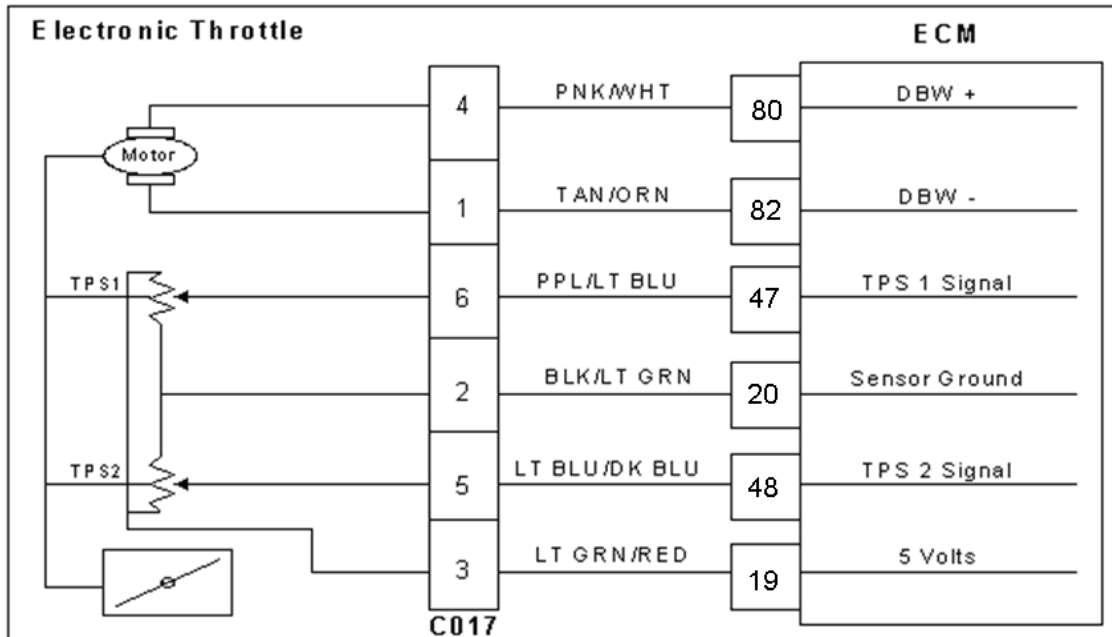 Electronic Throttle
ECM
4 PNK/WHT 80 DBW +
Motor
1 TAN/ORN 82 DBW -
TPS1 6 PPL/LT BLU 47 TPS 1 Signal
2 BLK/LT GRN 20 Sensor Ground
TPS2 5 LT BLU/DK BLU 48 TPS 2 Signal
3 LT GRN/RED 19 5 Volts
C017